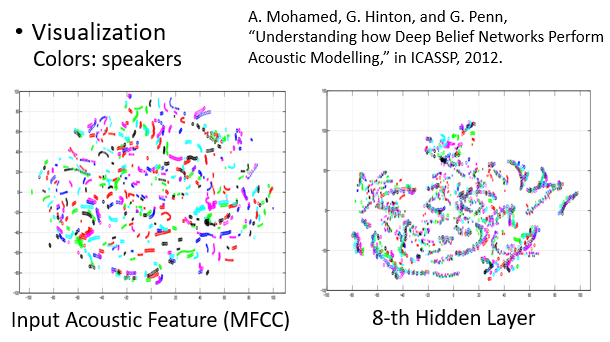 • Visualization
Colors: speakers
A. Mohamed, G. Hinton, and G. Penn,
“Understanding how Deep Belief Networks Perform
Acoustic Modelling,” in ICASSP, 2012.
Input Acoustic Feature (MFCC)
8-th Hidden Layer